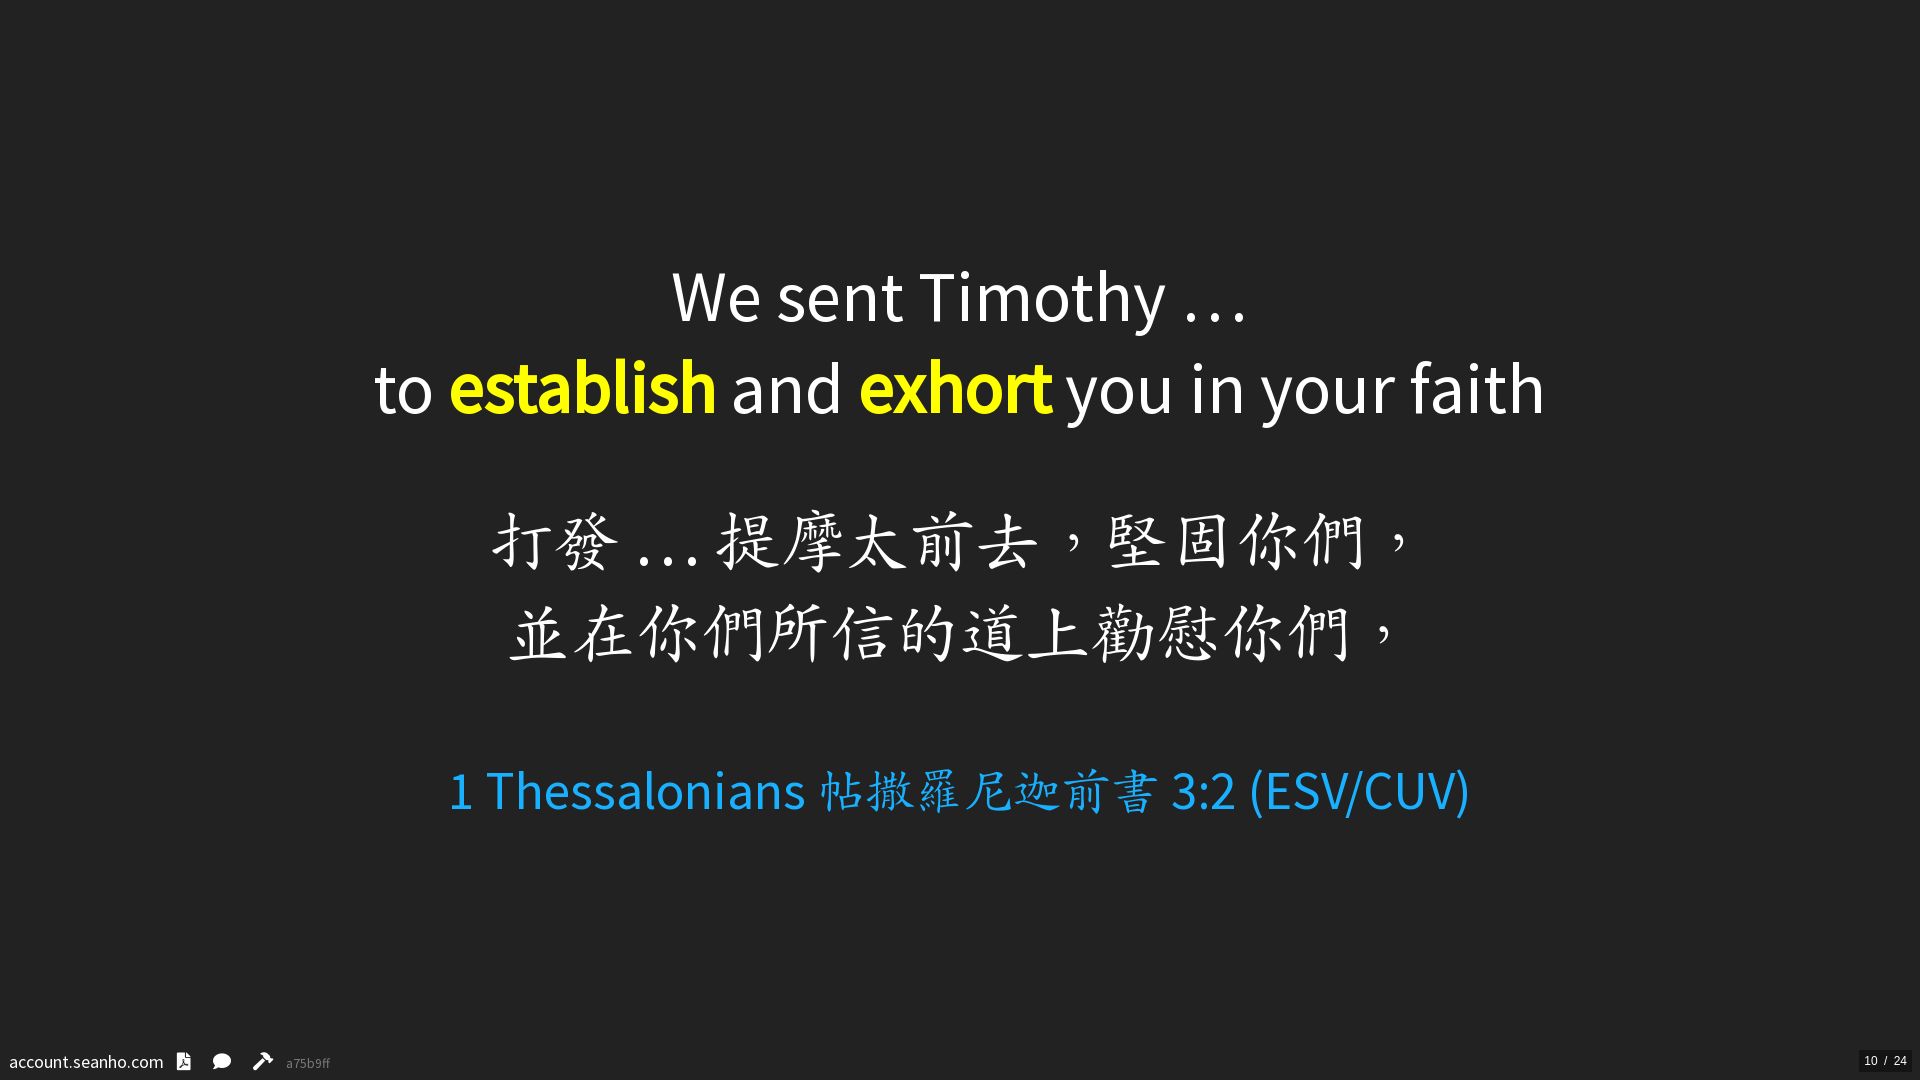 We sent Timothy …
to establish and exhort you in your faith
打發 … 提摩太前去，堅固你們，
並在你們所信的道上勸慰你們，
1 Thessalonians 帖撒羅尼迦前書 3:2 (ESV/CUV)
account.seanho.com a75b9ff
10 / 24